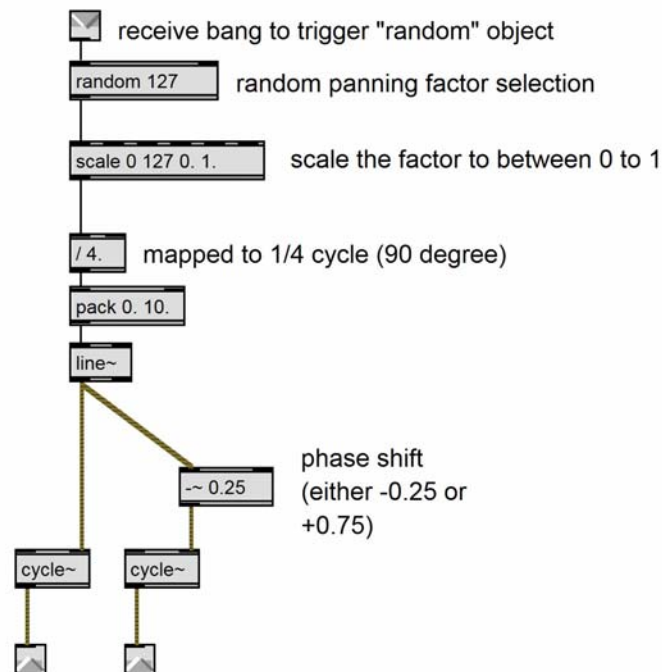 receive bang to trigger "random" object
random 127
random panning factor selection
scale 0 127 0. 1.
scale the factor to between 0 to 1
/ 4.
mapped to 1/4 cycle (90 degree)
pack 0. 10.
line~
-~ 0.25
phase shift
(either -0.25 or
+0.75)
cycle~
cycle~